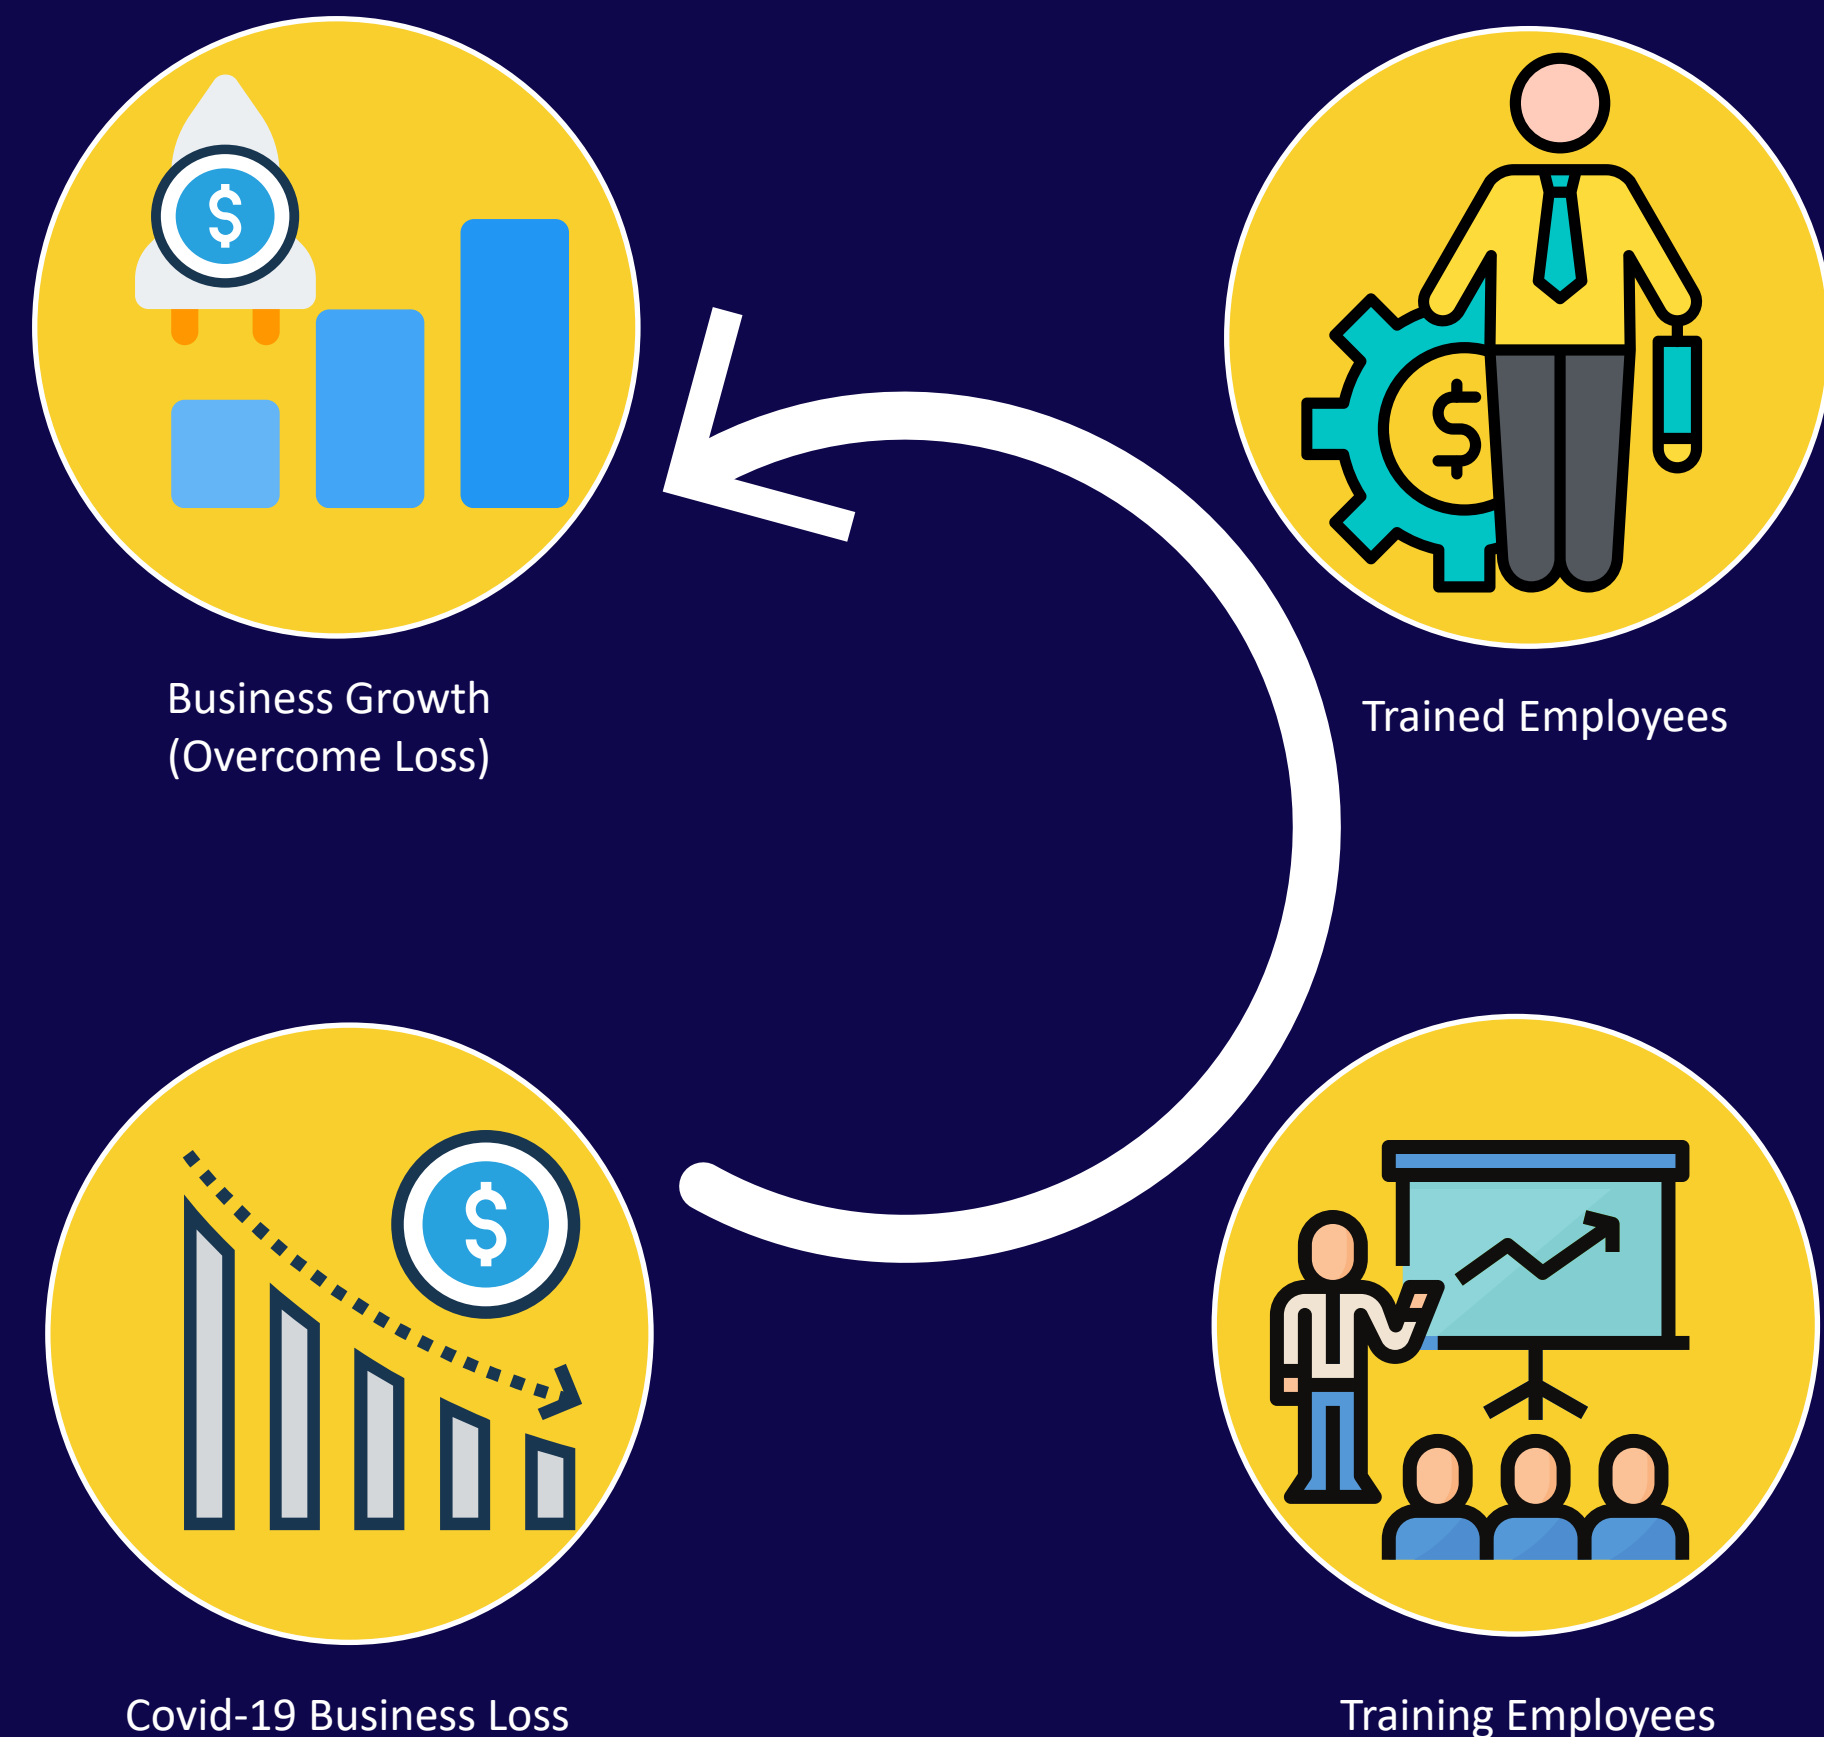 Business Growth
(Overcome Loss)
Trained Employees
$
$
$
Covid-19 Business Loss
Training Employees